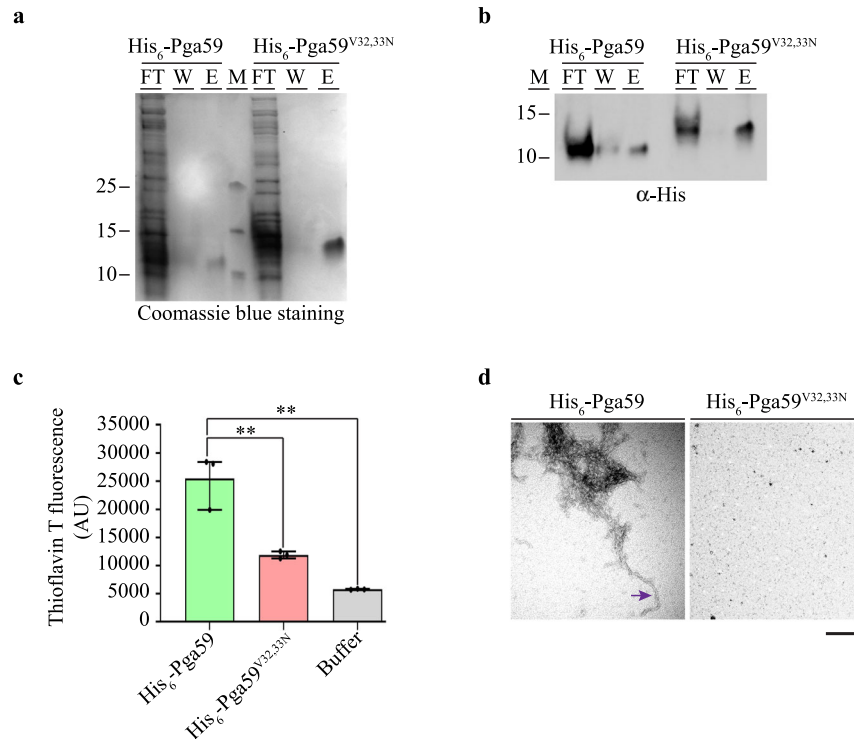 a
His6-Pga59 His6-Pga59V32,33N
FT W E M FT W E
25
15
10
Coomassie blue staining
b
His6-Pga59 His6-Pga59V32,33N
M FT W E FT W E
15
10
α-His
c
Thioflavin T fluorescence
(AU)
35000
30000
25000
20000
15000
10000
5000
0
**
**
His6-Pga59
His6-Pga59V32,33N
Buffer
d
His6-Pga59 His6-Pga59V32,33N